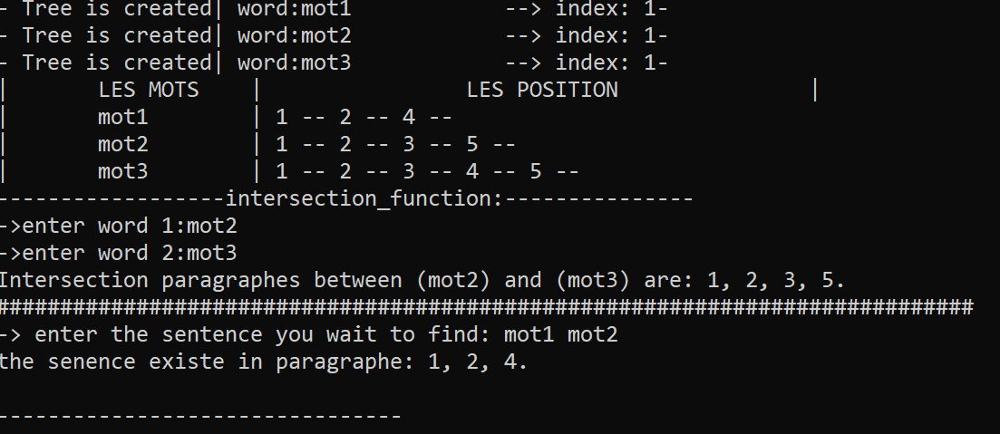 - Tree is created| word:mot1 --> index: 1-
- Tree is created| word:mot2 --> index: 1-
- Tree is created| word:mot3 --> index: 1-
| LES MOTS | LES POSITION |
| mot1 | 1 -- 2 -- 4 --
| mot2 | 1 -- 2 -- 3 -- 5 --
| mot3 | 1 -- 2 -- 3 -- 4 -- 5 --
------------------intersection_function:---------------
->enter word 1:mot2
->enter word 2:mot3
Intersection paragraphes between (mot2) and (mot3) are: 1, 2, 3, 5.
#############################################################################
-> enter the sentence you wait to find: mot1 mot2
the senence existe in paragraphe: 1, 2, 4.
--------------------------------